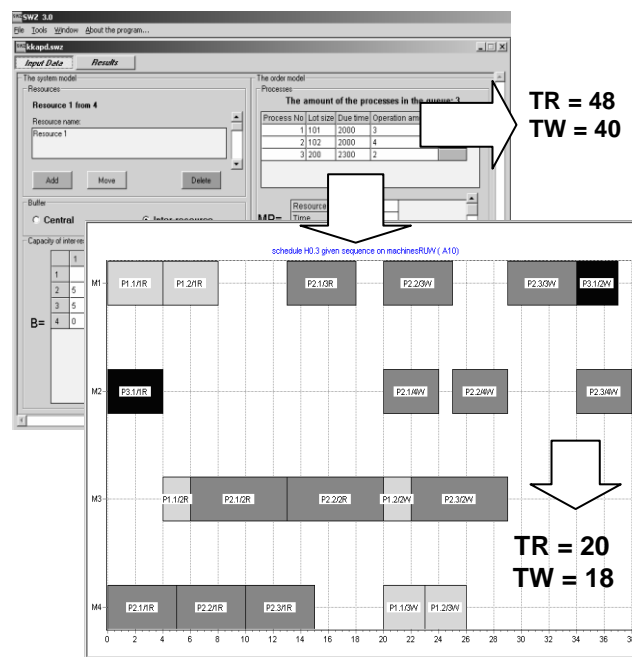 SWZ 3.0
File Tools Window About the program...
kkapd.swz
Input Data Results
The system model
Resources
Resource 1 from 4
Resource name:
Resource 1
Add Move Delete
Buffer
Central Inter-resource
Capacity of
1
1
2 5
3 5
B= 4 0
The order model
Processes
The amount of the processes in the queue: 3
Process No Lot size Due time Operation
1 101 2000 3
2 102 2000 4
3 200 2300 2
Resource
MP= Time
TR = 48
TW = 40
schedule H0.3 given sequence on machinesRUW ( A10)
M1 P1.1/1R P1.2/1R P2.1/3R P2.2/3W P2.3/3W P3.1/2W
M2 P3.1/1R P2.1/4W P2.2/4W P2.3/4W
M3 P1.1/2R P2.1/2R P2.2/2R P1.2/2W P2.3/2W
TR = 20
TW = 18
M4 P2.1/1R P2.2/1R P2.3/1R P1.1/3W P1.2/3W
0 2 4 6 8 10 12 14 16 18 20 22 24 26 28 30 32 34 36 38